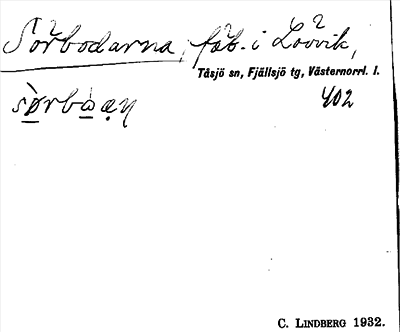 Sörbodarna, fäb. i Lövvik,
Tåsjö sn, Fjällsjö tg, Västernorrl. l.
402
C. LINDBERG 1932.